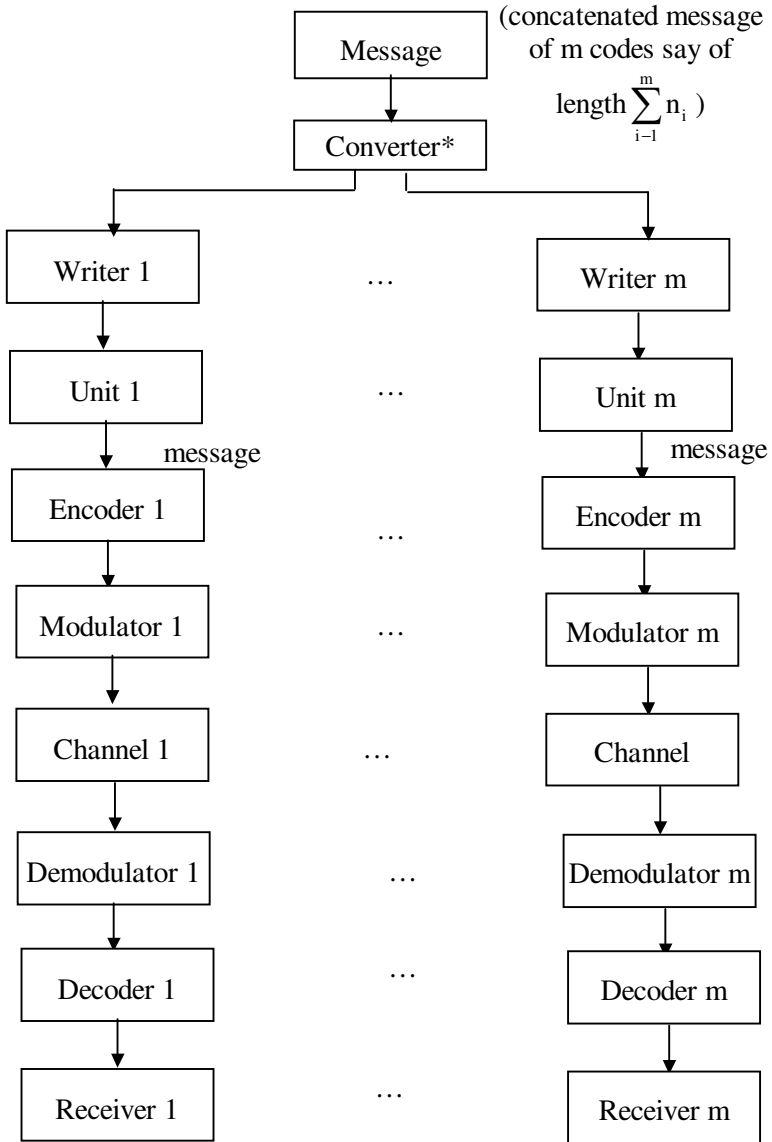 Message
(concatenated message
of m codes say of
length \sum_{i-1}^{m} n_i )
Converter*
Writer 1
...
Writer m
Unit 1
...
Unit m
message
message
Encoder 1
...
Encoder m
Modulator 1
...
Modulator m
Channel 1
...
Channel
Demodulator 1
...
Demodulator m
Decoder 1
...
Decoder m
Receiver 1
...
Receiver m